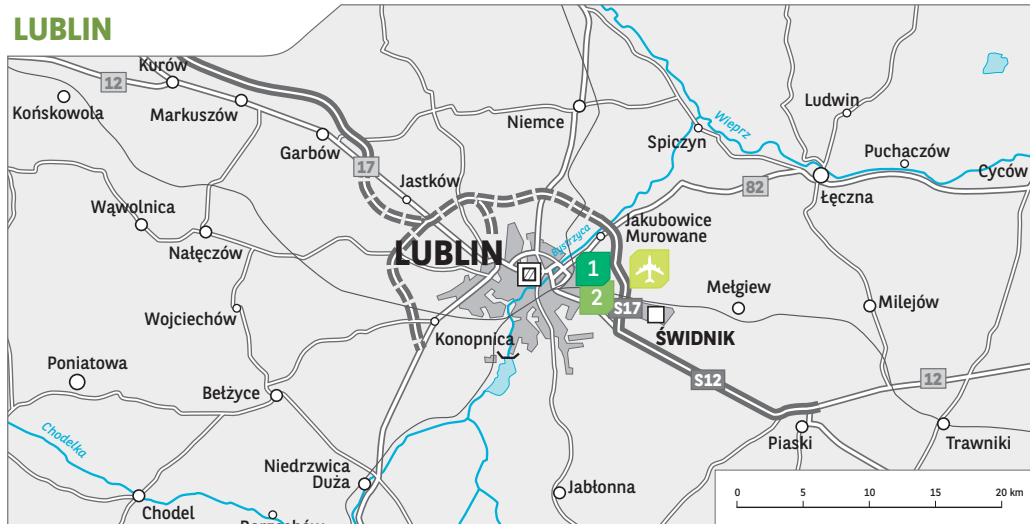 LUBLIN
Kurów
12
Końskowola
Markuszów
Ludwin
Niemce
Wieprz
Spiczyn
Garbów
Puchaczów
17
Cyców
Jastków
82
Łęczna
Wąwolnica
Jakubowice
Murowane
Bystrzyca
Nałęczów
LUBLIN
1
2
Mełgiew
Milejów
S17
Wojciechów
Konopnica
ŚWIDNIK
Poniatowa
S12
12
Bełżyce
Chodelka
Piaski
Trawniki
Niedrzwica
Duża
Jabłonna
0 5 10 15 20 km
Chodel